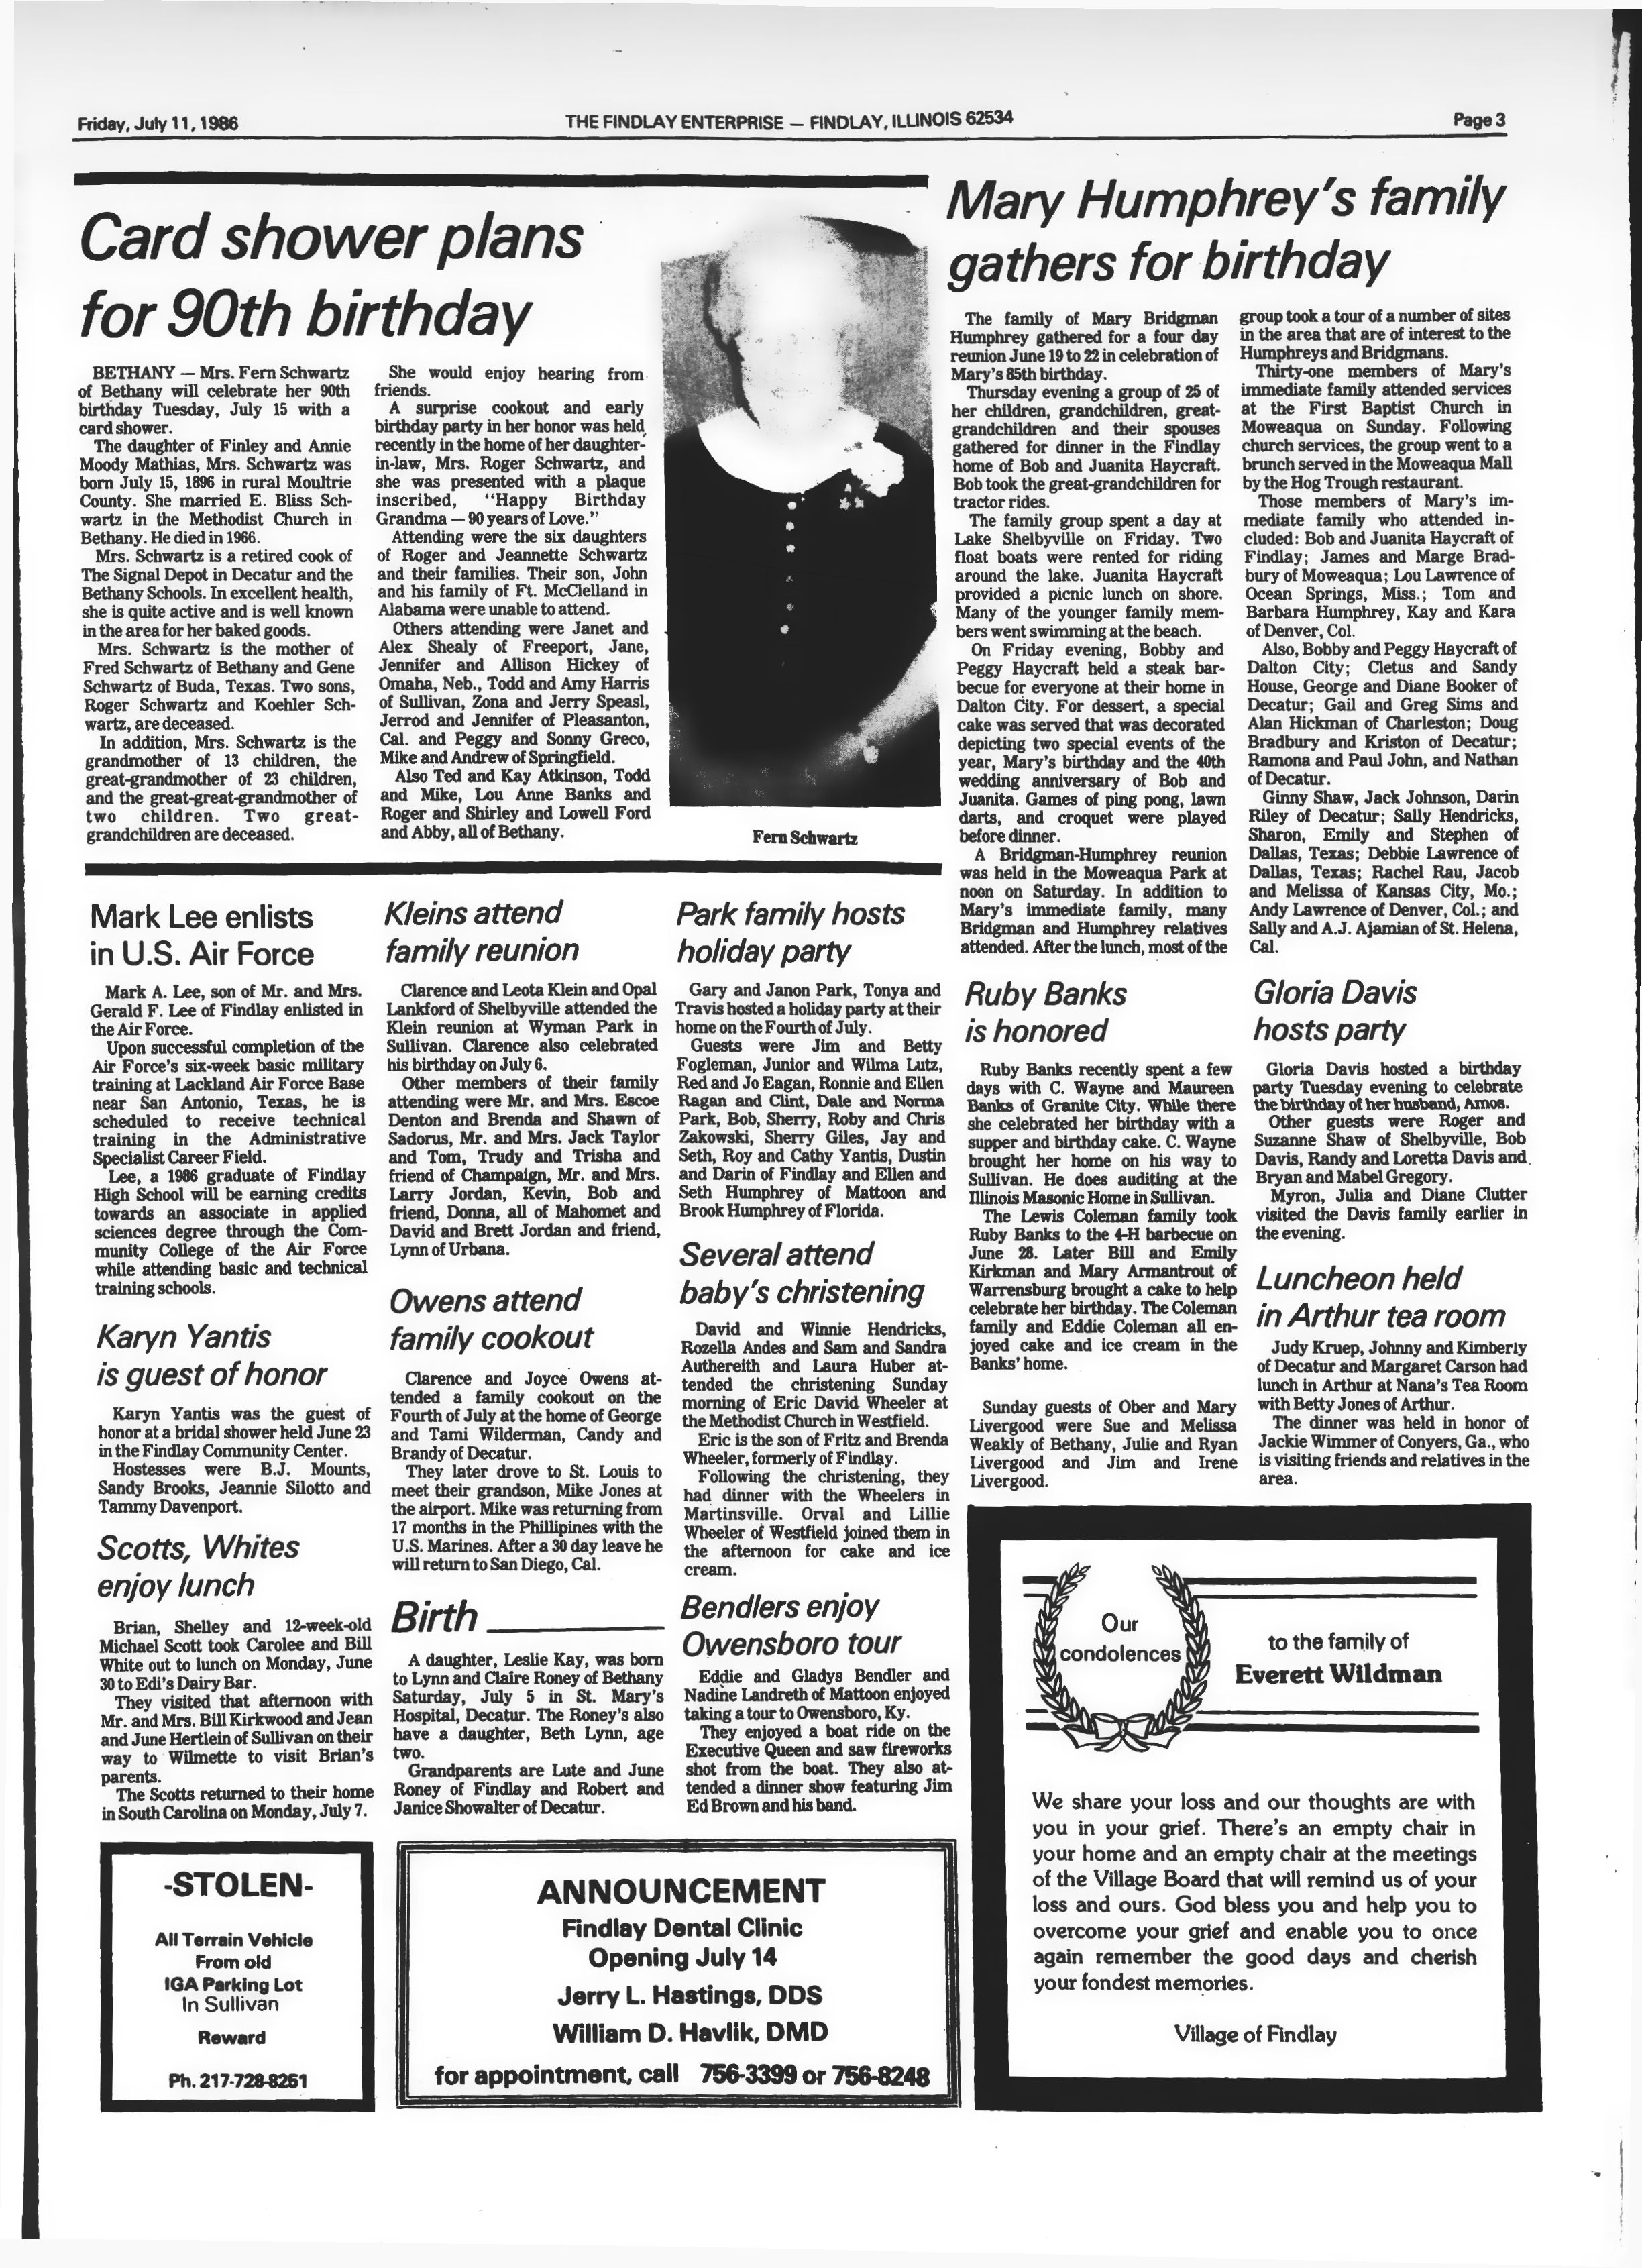 Friday, July 11, 1986
THE FINDLAY ENTERPRISE — FINDLAY, ILLINOIS 62534
Page 3
Card shower plans
for 90th birthday
BETHANY — Mrs. Fern Schwartz
of Bethany will celebrate her 90th
birthday Tuesday, July 15 with a
card shower.
The daughter of Finley and Annie
Moody Mathias, Mrs. Schwartz was
born July 15, 1896 in rural Moultrie
County. She married E. Bliss Sch-
wartz in the Methodist Church in
Bethany. He died in 1966.
Mrs. Schwartz is a retired cook of
The Signal Depot in Decatur and the
Bethany Schools. In excellent health,
she is quite active and is well known
in the area for her baked goods.
Mrs. Schwartz is the mother of
Fred Schwartz of Bethany and Gene
Schwartz of Buda, Texas. Two sons,
Roger Schwartz and Koehler Sch-
wartz, are deceased.
In addition, Mrs. Schwartz is the
grandmother of 13 children, the
great-grandmother of 23 children,
and the great-great-grandmother of
two children. Two great-
grandchildren are deceased.
She would enjoy hearing from
friends.
A surprise cookout and early
birthday party in her honor was held
recently in the home of her daughter-
in-law, Mrs. Roger Schwartz, and
she was presented with a plaque
inscribed, "Happy Birthday
Grandma — 90 years of Love."
Attending were the six daughters
of Roger and Jeannette Schwartz
and their families. Their son, John
and his family of Ft. McClelland in
Alabama were unable to attend.
Others attending were Janet and
Alex Shealy of Freeport, Jane,
Jennifer and Allison Hickey of
Omaha, Neb., Todd and Amy Harris
of Sullivan, Zona and Jerry Speasl,
Jerrod and Jennifer of Pleasanton,
Cal. and Peggy and Sonny Greco,
Mike and Andrew of Springfield.
Also Ted and Kay Atkinson, Todd
and Mike, Lou Anne Banks and
Roger and Shirley and Lowell Ford
and Abby, all of Bethany.
Fern Schwartz
Mary Humphrey's family
gathers for birthday
The family of Mary Bridgman
Humphrey gathered for a four day
reunion June 19 to 22 in celebration of
Mary's 85th birthday.
Thursday evening a group of 25 of
her children, grandchildren, great-
grandchildren and their spouses
gathered for dinner in the Findlay
home of Bob and Juanita Haycraft.
Bob took the great-grandchildren for
tractor rides.
The family group spent a day at
Lake Shelbyville on Friday. Two
float boats were rented for riding
around the lake. Juanita Haycraft
provided a picnic lunch on shore.
Many of the younger family mem-
bers went swimming at the beach.
On Friday evening, Bobby and
Peggy Haycraft held a steak bar-
becue for everyone at their home in
Dalton City. For dessert, a special
cake was served that was decorated
depicting two special events of the
year, Mary's birthday and the 40th
wedding anniversary of Bob and
Juanita. Games of ping pong, lawn
darts, and croquet were played
before dinner.
A Bridgman-Humphrey reunion
was held in the Moweaqua Park at
noon on Saturday. In addition to
Mary's immediate family, many
Bridgman and Humphrey relatives
attended. After the lunch, most of the
group took a tour of a number of sites
in the area that are of interest to the
Humphreys and Bridgmans.
Thirty-one members of Mary's
immediate family attended services
at the First Baptist Church in
Moweaqua on Sunday. Following
church services, the group went to a
brunch served in the Moweaqua Mall
by the Hog Trough restaurant.
Those members of Mary's im-
mediate family who attended in-
cluded: Bob and Juanita Haycraft of
Findlay; James and Marge Brad-
bury of Moweaqua; Lou Lawrence of
Ocean Springs, Miss.; Tom and
Barbara Humphrey, Kay and Kara
of Denver, Col.
Also, Bobby and Peggy Haycraft of
Dalton City; Cletus and Sandy
House, George and Diane Booker of
Decatur; Gail and Greg Sims and
Alan Hickman of Charleston; Doug
Bradbury and Kriston of Decatur;
Ramona and Paul John, and Nathan
of Decatur.
Ginny Shaw, Jack Johnson, Darin
Riley of Decatur; Sally Hendricks,
Sharon, Emily and Stephen of
Dallas, Texas; Debbie Lawrence of
Dallas, Texas; Rachel Rau, Jacob
and Melissa of Kansas City, Mo.;
Andy Lawrence of Denver, Col.; and
Sally and A.J. Ajamian of St. Helena,
Cal.
Mark Lee enlists
in U.S. Air Force
Mark A. Lee, son of Mr. and Mrs.
Gerald F. Lee of Findlay enlisted in
the Air Force.
Upon successful completion of the
Air Force's six-week basic military
training at Lackland Air Force Base
near San Antonio, Texas, he is
scheduled to receive technical
training in the Administrative
Specialist Career Field.
Lee, a 1986 graduate of Findlay
High School will be earning credits
towards an associate in applied
sciences degree through the Com-
munity College of the Air Force
while attending basic and technical
training schools.
Karyn Yantis
is guest of honor
Karyn Yantis was the guest of
honor at a bridal shower held June 23
in the Findlay Community Center.
Hostesses were B.J. Mounts,
Sandy Brooks, Jeannie Silotto and
Tammy Davenport.
Scotts, Whites
enjoy lunch
Brian, Shelley and 12-week-old
Michael Scott took Carolee and Bill
White out to lunch on Monday, June
30 to Edi's Dairy Bar.
They visited that afternoon with
Mr. and Mrs. Bill Kirkwood and Jean
and June Hertlein of Sullivan on their
way to Wilmette to visit Brian's
parents.
The Scotts returned to their home
in South Carolina on Monday, July 7.
Kleins attend
family reunion
Clarence and Leota Klein and Opal
Lankford of Shelbyville attended the
Klein reunion at Wyman Park in
Sullivan. Clarence also celebrated
his birthday on July 6.
Other members of their family
attending were Mr. and Mrs. Escoe
Denton and Brenda and Shawn of
Sadorus, Mr. and Mrs. Jack Taylor
and Tom, Trudy and Trisha and
friend of Champaign, Mr. and Mrs.
Larry Jordan, Kevin, Bob and
friend, Donna, all of Mahomet and
David and Brett Jordan and friend,
Lynn of Urbana.
Owens attend
family cookout
Clarence and Joyce Owens at-
tended a family cookout on the
Fourth of July at the home of George
and Tami Wilderman, Candy and
Brandy of Decatur.
They later drove to St. Louis to
meet their grandson, Mike Jones at
the airport. Mike was returning from
17 months in the Phillipines with the
U.S. Marines. After a 30 day leave he
will return to San Diego, Cal.
Birth
A daughter, Leslie Kay, was born
to Lynn and Claire Roney of Bethany
Saturday, July 5 in St. Mary's
Hospital, Decatur. The Roney's also
have a daughter, Beth Lynn, age
two.
Grandparents are Lute and June
Roney of Findlay and Robert and
Janice Showalter of Decatur.
Park family hosts
holiday party
Gary and Janon Park, Tonya and
Travis hosted a holiday party at their
home on the Fourth of July.
Guests were Jim and Betty
Fogleman, Junior and Wilma Lutz,
Red and Jo Eagan, Ronnie and Ellen
Ragan and Clint, Dale and Norma
Park, Bob, Sherry, Roby and Chris
Zakowski, Sherry Giles, Jay and
Seth, Roy and Cathy Yantis, Dustin
and Darin of Findlay and Ellen and
Seth Humphrey of Mattoon and
Brook Humphrey of Florida.
Several attend
baby's christening
David and Winnie Hendricks,
Rozella Andes and Sam and Sandra
Authereith and Laura Huber at-
tended the christening Sunday
morning of Eric David Wheeler at
the Methodist Church in Westfield.
Eric is the son of Fritz and Brenda
Wheeler, formerly of Findlay.
Following the christening, they
had dinner with the Wheelers in
Martinsville. Orval and Lillie
Wheeler of Westfield joined them in
the afternoon for cake and ice
cream.
Bendlers enjoy
Owensboro tour
Eddie and Gladys Bendler and
Nadine Landreth of Mattoon enjoyed
taking a tour to Owensboro, Ky.
They enjoyed a boat ride on the
Executive Queen and saw fireworks
shot from the boat. They also at-
tended a dinner show featuring Jim
Ed Brown and his band.
Ruby Banks
is honored
Ruby Banks recently spent a few
days with C. Wayne and Maureen
Banks of Granite City. While there
she celebrated her birthday with a
supper and birthday cake. C. Wayne
brought her home on his way to
Sullivan. He does auditing at the
Illinois Masonic Home in Sullivan.
The Lewis Coleman family took
Ruby Banks to the 4-H barbecue on
June 28. Later Bill and Emily
Kirkman and Mary Armantrout of
Warrensburg brought a cake to help
celebrate her birthday. The Coleman
family and Eddie Coleman all en-
joyed cake and ice cream in the
Banks' home.
Sunday guests of Ober and Mary
Livergood were Sue and Melissa
Weakly of Bethany, Julie and Ryan
Livergood and Jim and Irene
Livergood.
Gloria Davis
hosts party
Gloria Davis hosted a birthday
party Tuesday evening to celebrate
the birthday of her husband, Amos.
Other guests were Roger and
Suzanne Shaw of Shelbyville, Bob
Davis, Randy and Loretta Davis and
Bryan and Mabel Gregory.
Myron, Julia and Diane Clutter
visited the Davis family earlier in
the evening.
Luncheon held
in Arthur tea room
Judy Kruep, Johnny and Kimberly
of Decatur and Margaret Carson had
lunch in Arthur at Nana's Tea Room
with Betty Jones of Arthur.
The dinner was held in honor of
Jackie Wimmer of Conyers, Ga., who
is visiting friends and relatives in the
area.
-STOLEN-
All Terrain Vehicle
From old
IGA Parking Lot
In Sullivan
Reward
Ph. 217-728-8251
ANNOUNCEMENT
Findlay Dental Clinic
Opening July 14
Jerry L. Hastings, DDS
William D. Havlik, DMD
for appointment, call 756-3399 or 756-8248
Our
condolences
to the family of
Everett Wildman
We share your loss and our thoughts are with
you in your grief. There's an empty chair in
your home and an empty chair at the meetings
of the Village Board that will remind us of your
loss and ours. God bless you and help you to
overcome your grief and enable you to once
again remember the good days and cherish
your fondest memories.
Village of Findlay